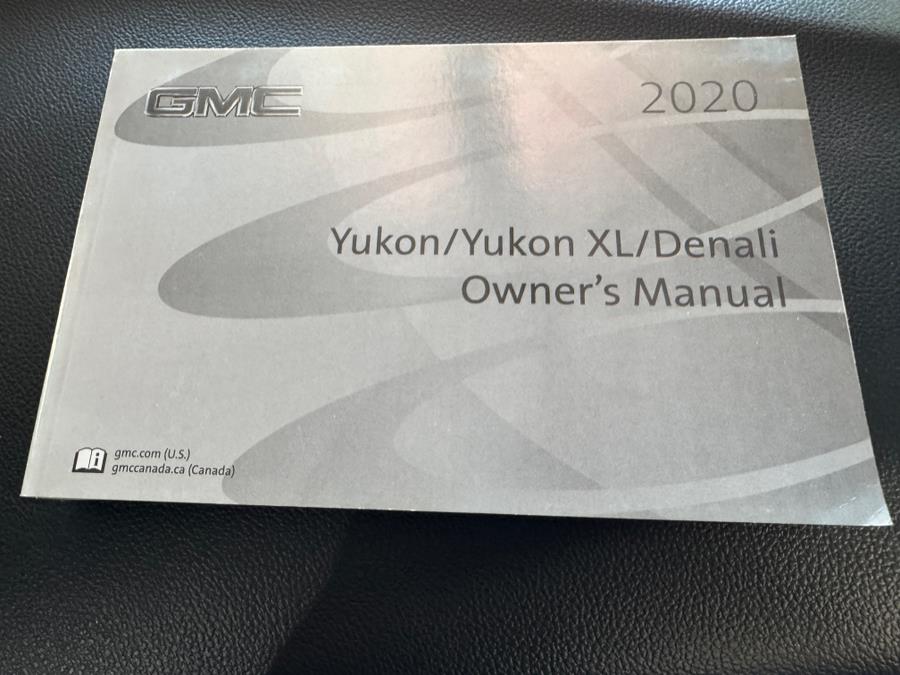 GMC
2020
Yukon/Yukon XL/Denali
Owner's Manual
gmc.com (U.S.)
gmccanada.ca (Canada)